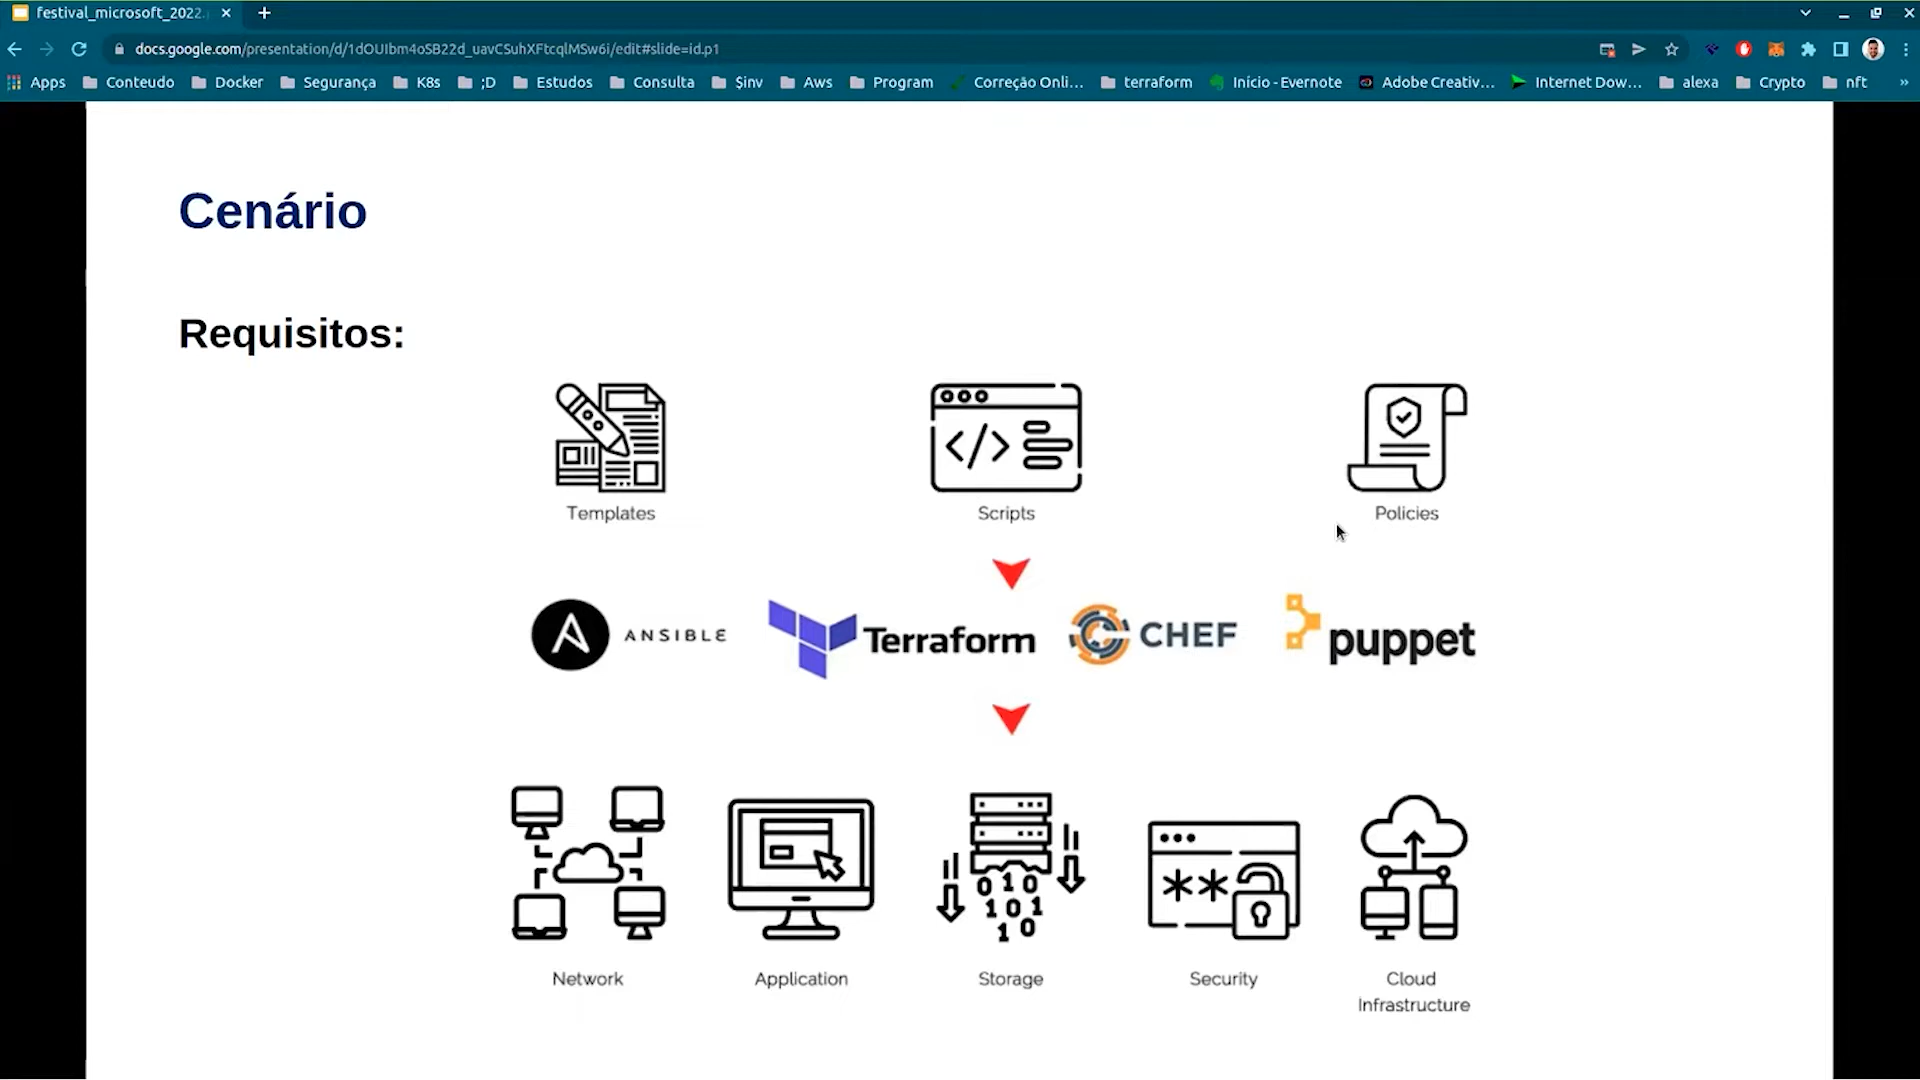 festival_microsoft_2022.
docs.google.com/presentation/d/1dOUIbm4oSB22d_uavCSuhXFtcqlMSw6i/edit#slide=id.p1
Apps Conteudo Docker Segurança K8s ;D Estudos Consulta $inv Aws Program Correção Onli... terraform Início - Evernote Adobe Creativ... Internet Dow... alexa Crypto nft »
Cenário
Requisitos:
Templates Scripts Policies
ANSIBLE Terraform CHEF puppet
Network Application Storage Security Cloud
Infrastructure